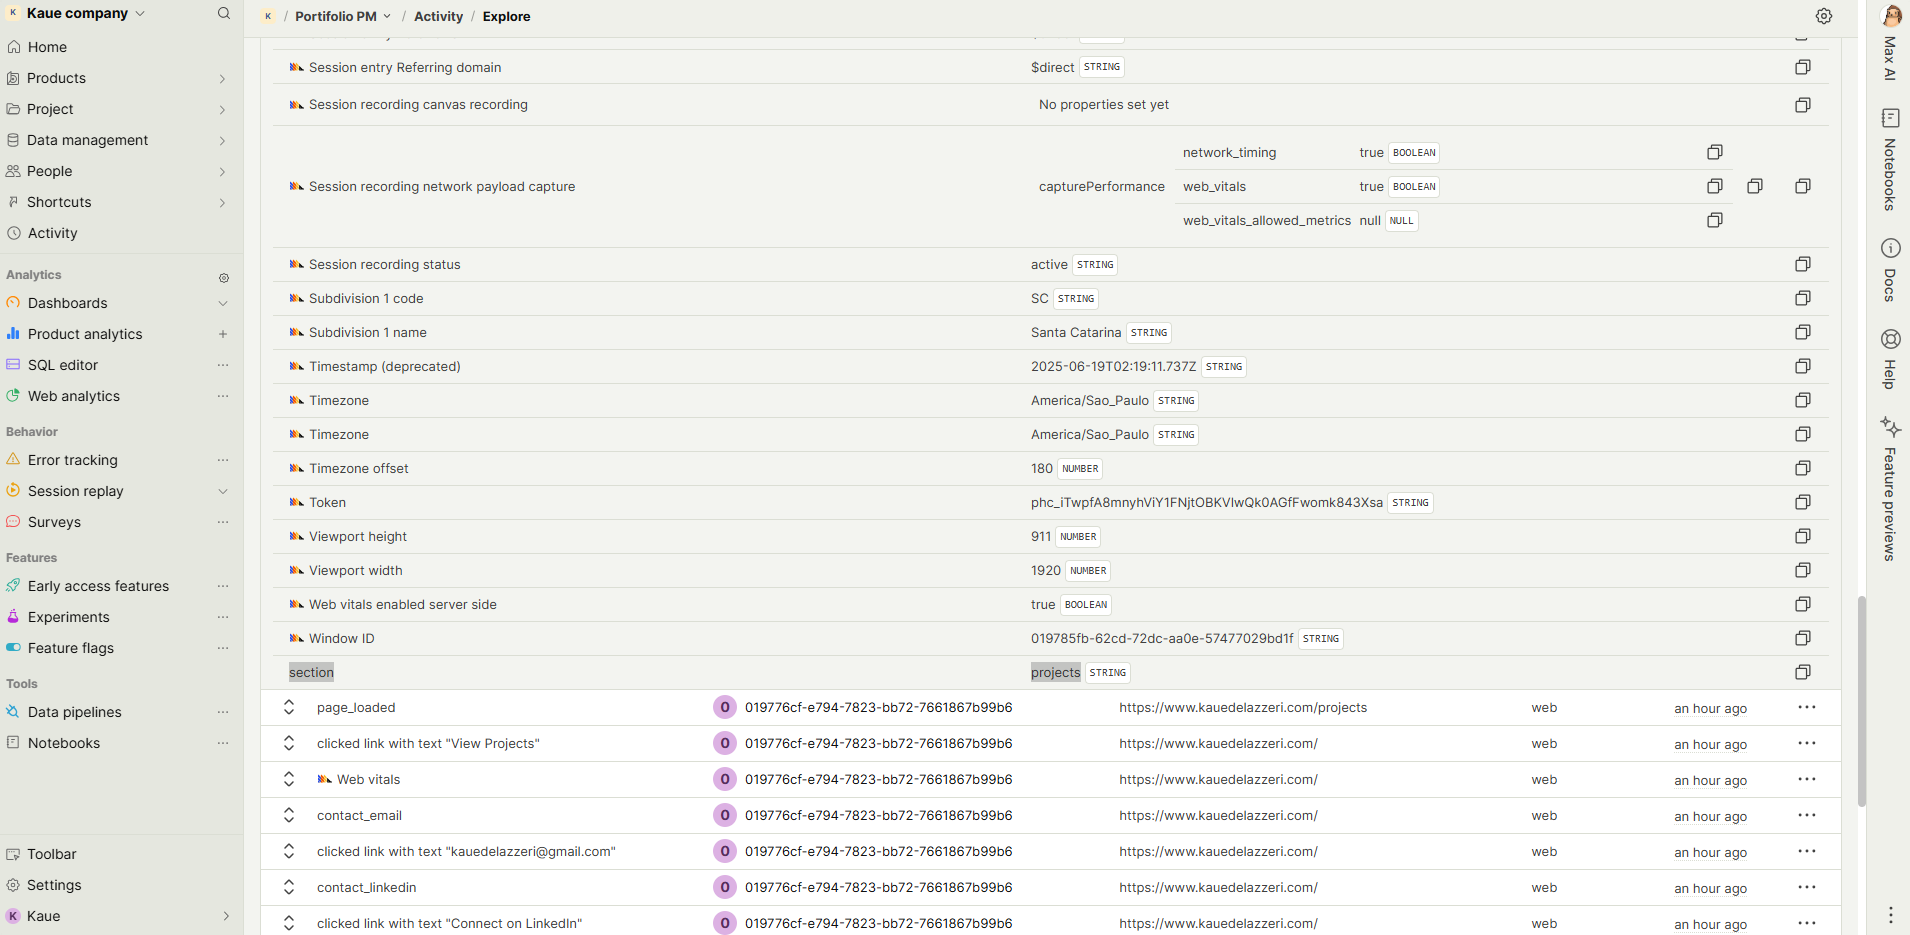 K Kaue company
Home
Products
Project
Data management
People
Shortcuts
Activity
Analytics
Dashboards
Product analytics
SQL editor
Web analytics
Behavior
Error tracking
Session replay
Surveys
Features
Early access features
Experiments
Feature flags
Tools
Data pipelines
Notebooks
Toolbar
Settings
K Kaue
K / Portifolio PM / Activity / Explore
Session entry Referring domain $direct STRING
Session recording canvas recording No properties set yet
Session recording network payload capture capturePerformance
network_timing true BOOLEAN
web_vitals true BOOLEAN
web_vitals_allowed_metrics null NULL
Session recording status active STRING
Subdivision 1 code SC STRING
Subdivision 1 name Santa Catarina STRING
Timestamp (deprecated) 2025-06-19T02:19:11.737Z STRING
Timezone America/Sao_Paulo STRING
Timezone America/Sao_Paulo STRING
Timezone offset 180 NUMBER
Token phc_iTwpfA8mnyhViY1FNjtOBKVlwQk0AGfFwomk843Xsa STRING
Viewport height 911 NUMBER
Viewport width 1920 NUMBER
Web vitals enabled server side true BOOLEAN
Window ID 019785fb-62cd-72dc-aa0e-57477029bd1f STRING
section projects STRING
page_loaded 0 019776cf-e794-7823-bb72-7661867b99b6 https://www.kauedelazzeri.com/projects web an hour ago
clicked link with text "View Projects" 0 019776cf-e794-7823-bb72-7661867b99b6 https://www.kauedelazzeri.com/ web an hour ago
Web vitals 0 019776cf-e794-7823-bb72-7661867b99b6 https://www.kauedelazzeri.com/ web an hour ago
contact_email 0 019776cf-e794-7823-bb72-7661867b99b6 https://www.kauedelazzeri.com/ web an hour ago
clicked link with text "kauedelazzeri@gmail.com" 0 019776cf-e794-7823-bb72-7661867b99b6 https://www.kauedelazzeri.com/ web an hour ago
contact_linkedin 0 019776cf-e794-7823-bb72-7661867b99b6 https://www.kauedelazzeri.com/ web an hour ago
clicked link with text "Connect on LinkedIn" 0 019776cf-e794-7823-bb72-7661867b99b6 https://www.kauedelazzeri.com/ web an hour ago
Max AI
Notebooks
Docs
Help
Feature previews